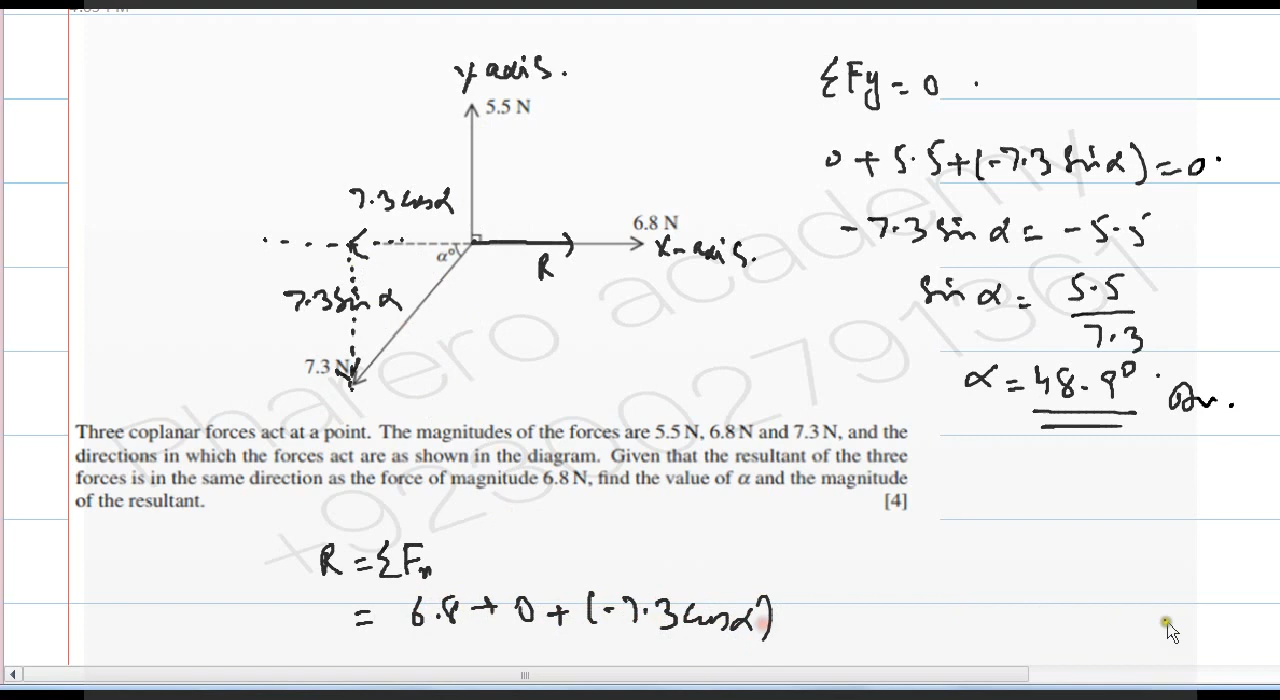 y axis.
5.5 N
7.3 cos α
6.8 N
x-axis.
α°
R
7.3 sin α
7.3 N
ΣFy = 0
0 + 5.5 + (-7.3 sin α) = 0
- 7.3 sin α = - 5.5
sin α = 5.5
7.3
α = 48.9° Ans.
Three coplanar forces act at a point. The magnitudes of the forces are 5.5 N, 6.8 N and 7.3 N, and the
directions in which the forces act are as shown in the diagram. Given that the resultant of the three
forces is in the same direction as the force of magnitude 6.8 N, find the value of α and the magnitude
of the resultant. [4]
R = ΣFx
= 6.8 + 0 + (-7.3 cos α)
Pharero academy
+923002791361